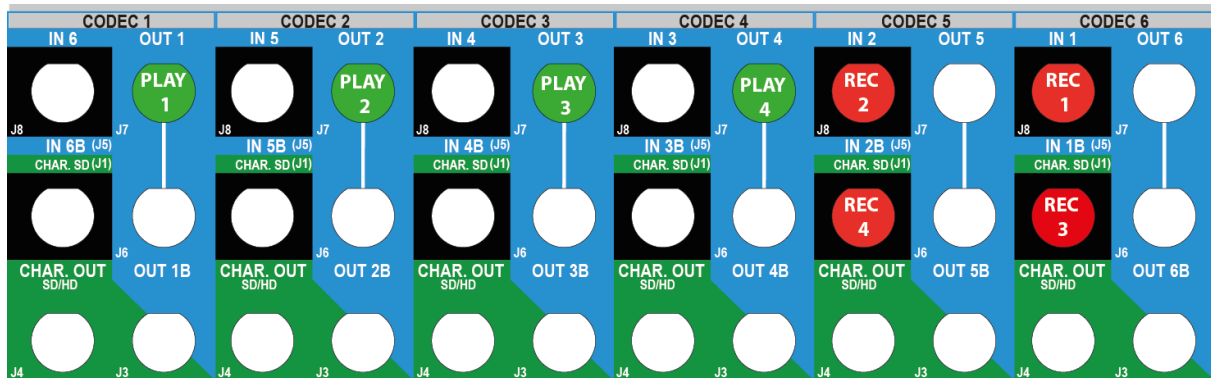 CODEC 1 CODEC 2 CODEC 3 CODEC 4 CODEC 5 CODEC 6
IN 6 OUT 1 IN 5 OUT 2 IN 4 OUT 3 IN 3 OUT 4 IN 2 OUT 5 IN 1 OUT 6
PLAY PLAY PLAY PLAY REC REC
1 2 3 4 2 1
J8 J7 J8 J7 J8 J7 J8 J7 J8 J7 J8 J7
IN 6B (J5) IN 5B (J5) IN 4B (J5) IN 3B (J5) IN 2B (J5) IN 1B (J5)
CHAR. SD (J1) CHAR. SD (J1) CHAR. SD (J1) CHAR. SD (J1) CHAR. SD (J1) CHAR. SD (J1)
REC REC
4 3
J6 J6 J6 J6 J6 J6
CHAR. OUT OUT 1B CHAR. OUT OUT 2B CHAR. OUT OUT 3B CHAR. OUT OUT 4B CHAR. OUT OUT 5B CHAR. OUT OUT 6B
SD/HD SD/HD SD/HD SD/HD SD/HD SD/HD
J4 J3 J4 J3 J4 J3 J4 J3 J4 J3 J4 J3